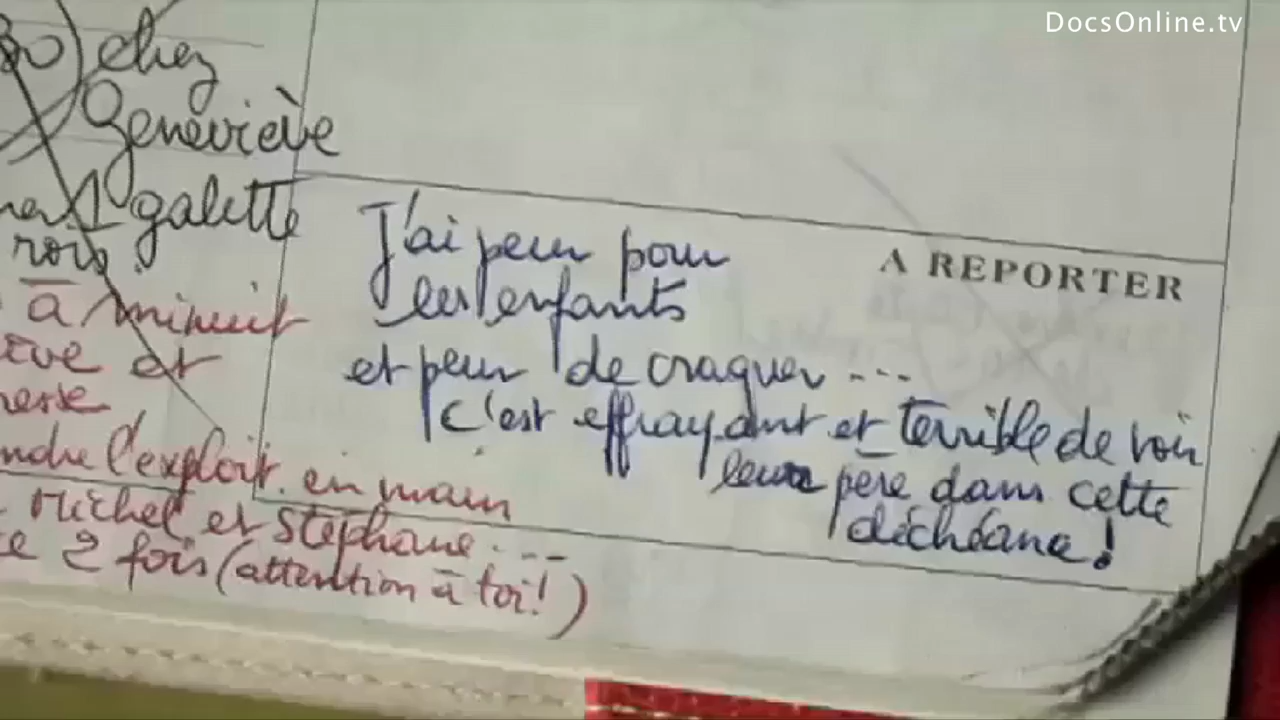 DocsOnline.tv
chez
Geneviève
1 galette
rois.
à minuit
et
l'exploit. en main
Michel et Stéphane...
2 fois (attention à toi!)
A REPORTER
J'ai peur pour
les enfants
et peur de craquer...
C'est effrayant et terrible de voir
leur père dans cette
déchéance!